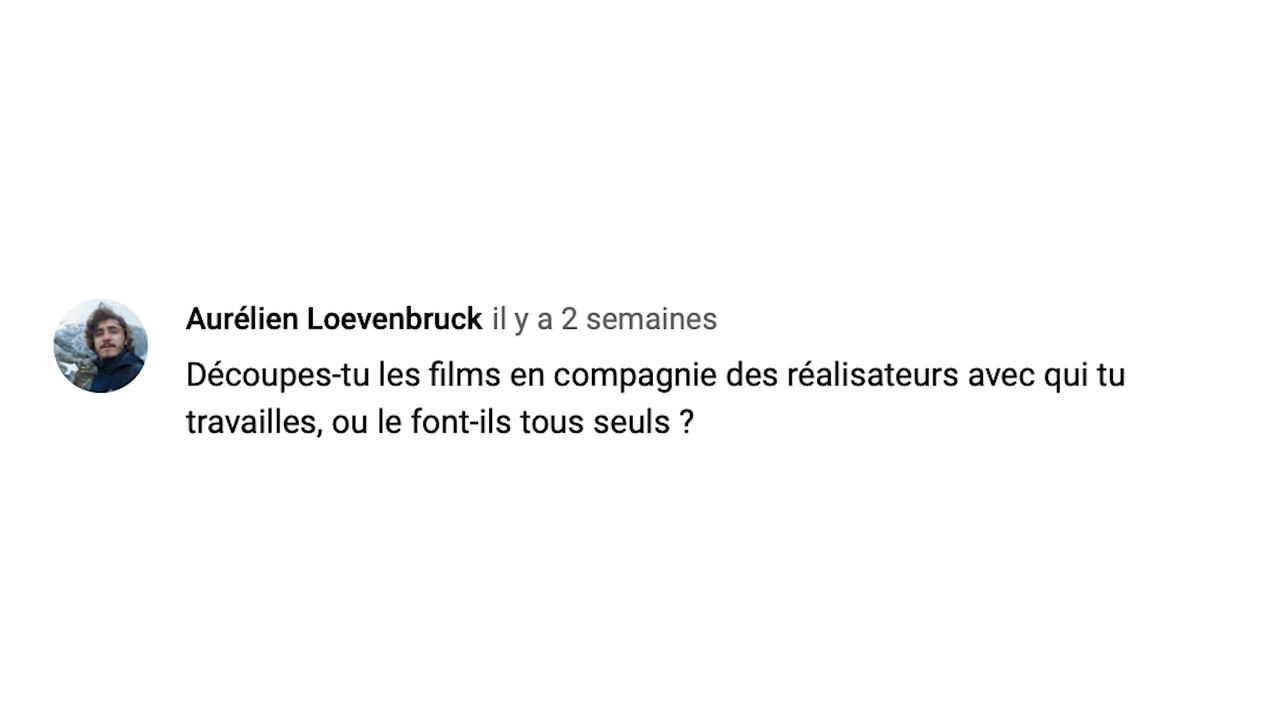 Aurélien Loevenbruck il y a 2 semaines
Découpes-tu les films en compagnie des réalisateurs avec qui tu
travailles, ou le font-ils tous seuls ?